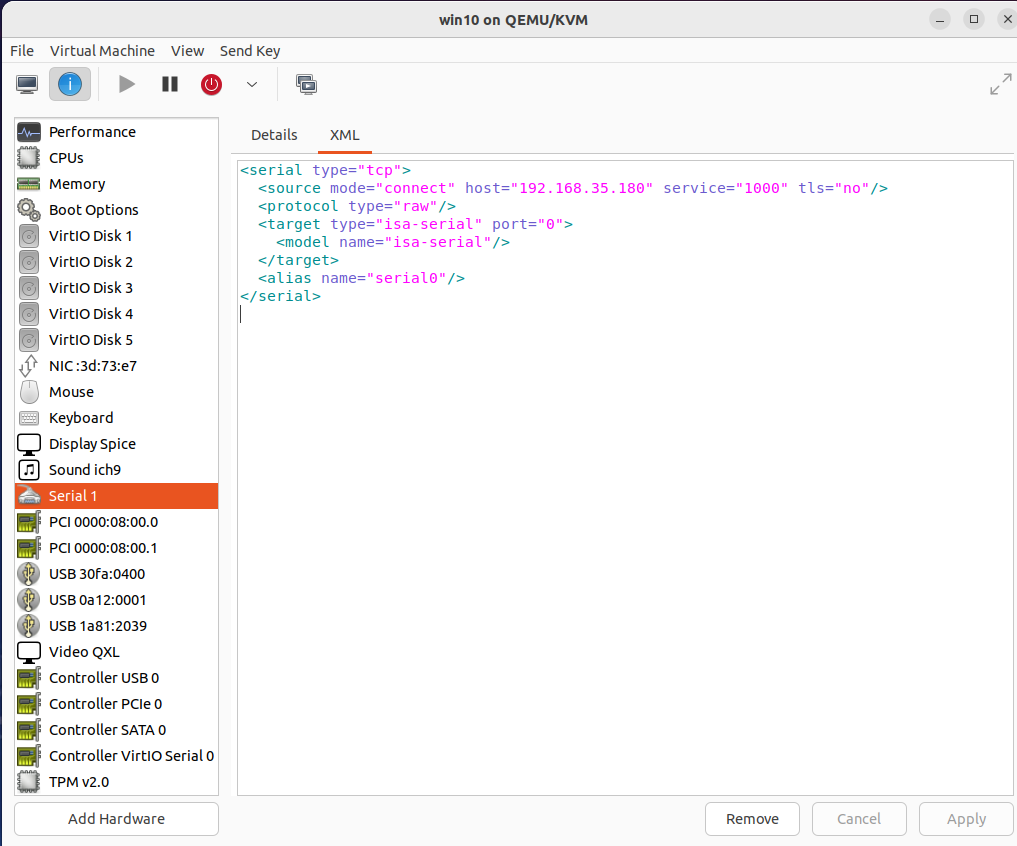 win10 on QEMU/KVM
File Virtual Machine View Send Key
Details XML
Performance
CPUs
Memory
Boot Options
VirtIO Disk 1
VirtIO Disk 2
VirtIO Disk 3
VirtIO Disk 4
VirtIO Disk 5
NIC :3d:73:e7
Mouse
Keyboard
Display Spice
Sound ich9
Serial 1
PCI 0000:08:00.0
PCI 0000:08:00.1
USB 30fa:0400
USB 0a12:0001
USB 1a81:2039
Video QXL
Controller USB 0
Controller PCIe 0
Controller SATA 0
Controller VirtIO Serial 0
TPM v2.0
<serial type="tcp">
  <source mode="connect" host="192.168.35.180" service="1000" tls="no"/>
  <protocol type="raw"/>
  <target type="isa-serial" port="0">
    <model name="isa-serial"/>
  </target>
  <alias name="serial0"/>
</serial>
Add Hardware
Remove Cancel Apply